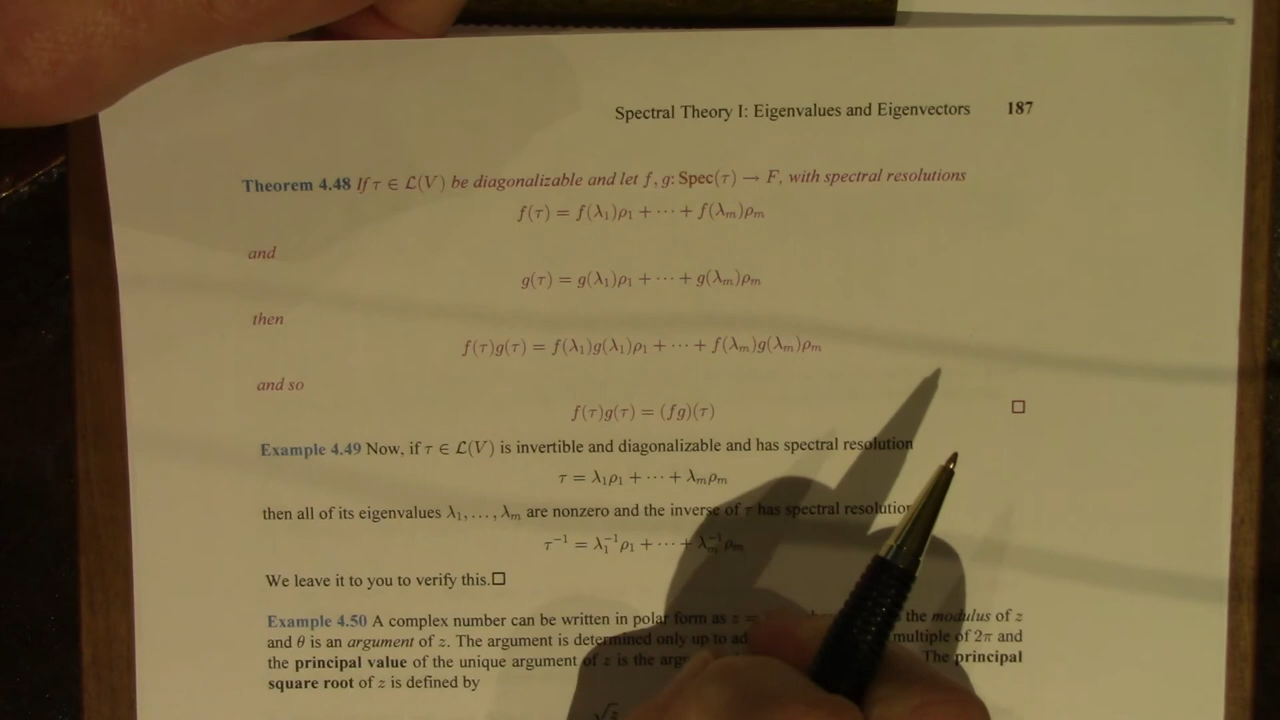 Spectral Theory I: Eigenvalues and Eigenvectors 187
Theorem 4.48 If τ ∈ ℒ(V) be diagonalizable and let f, g: Spec(τ) → F, with spectral resolutions
f(τ) = f(λ₁)ρ₁ + ··· + f(λₘ)ρₘ
and
g(τ) = g(λ₁)ρ₁ + ··· + g(λₘ)ρₘ
then
f(τ)g(τ) = f(λ₁)g(λ₁)ρ₁ + ··· + f(λₘ)g(λₘ)ρₘ
and so
f(τ)g(τ) = (fg)(τ) □
Example 4.49 Now, if τ ∈ ℒ(V) is invertible and diagonalizable and has spectral resolution
τ = λ₁ρ₁ + ··· + λₘρₘ
then all of its eigenvalues λ₁, …, λₘ are nonzero and the inverse of τ has spectral resolution
τ⁻¹ = λ₁⁻¹ρ₁ + ··· + λₘ⁻¹ρₘ
We leave it to you to verify this.□
Example 4.50 A complex number can be written in polar form as z = the modulus of z
and θ is an argument of z. The argument is determined only up to multiple of 2π and
the principal value of the unique argument of z is the The principal
square root of z is defined by